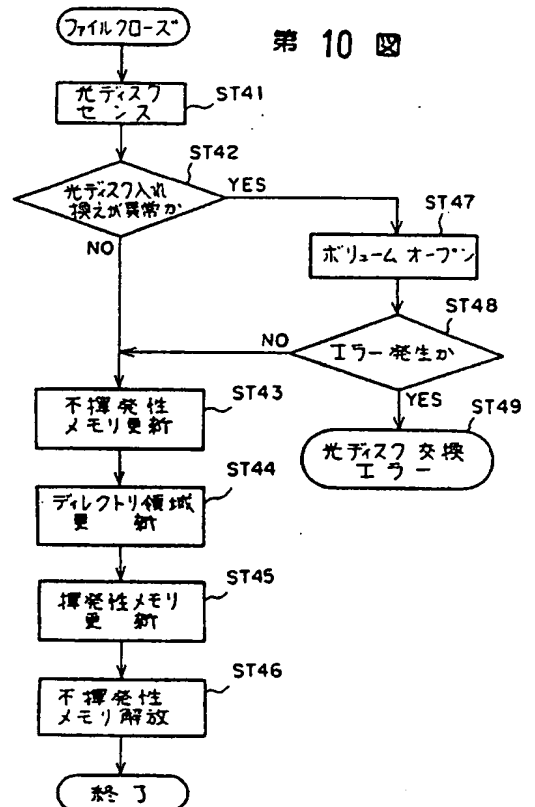 第10図
ファイルクローズ
光ディスク
センス
ST41
ST42
光ディスク入れ
換えが異常か
YES
NO
ST47
ボリュームオープン
ST48
エラー発生か
NO
YES
ST49
光ディスク交換
エラー
ST43
不揮発性
メモリ更新
ST44
ディレクトリ領域
更新
ST45
揮発性メモリ
更新
ST46
不揮発性
メモリ解放
終了